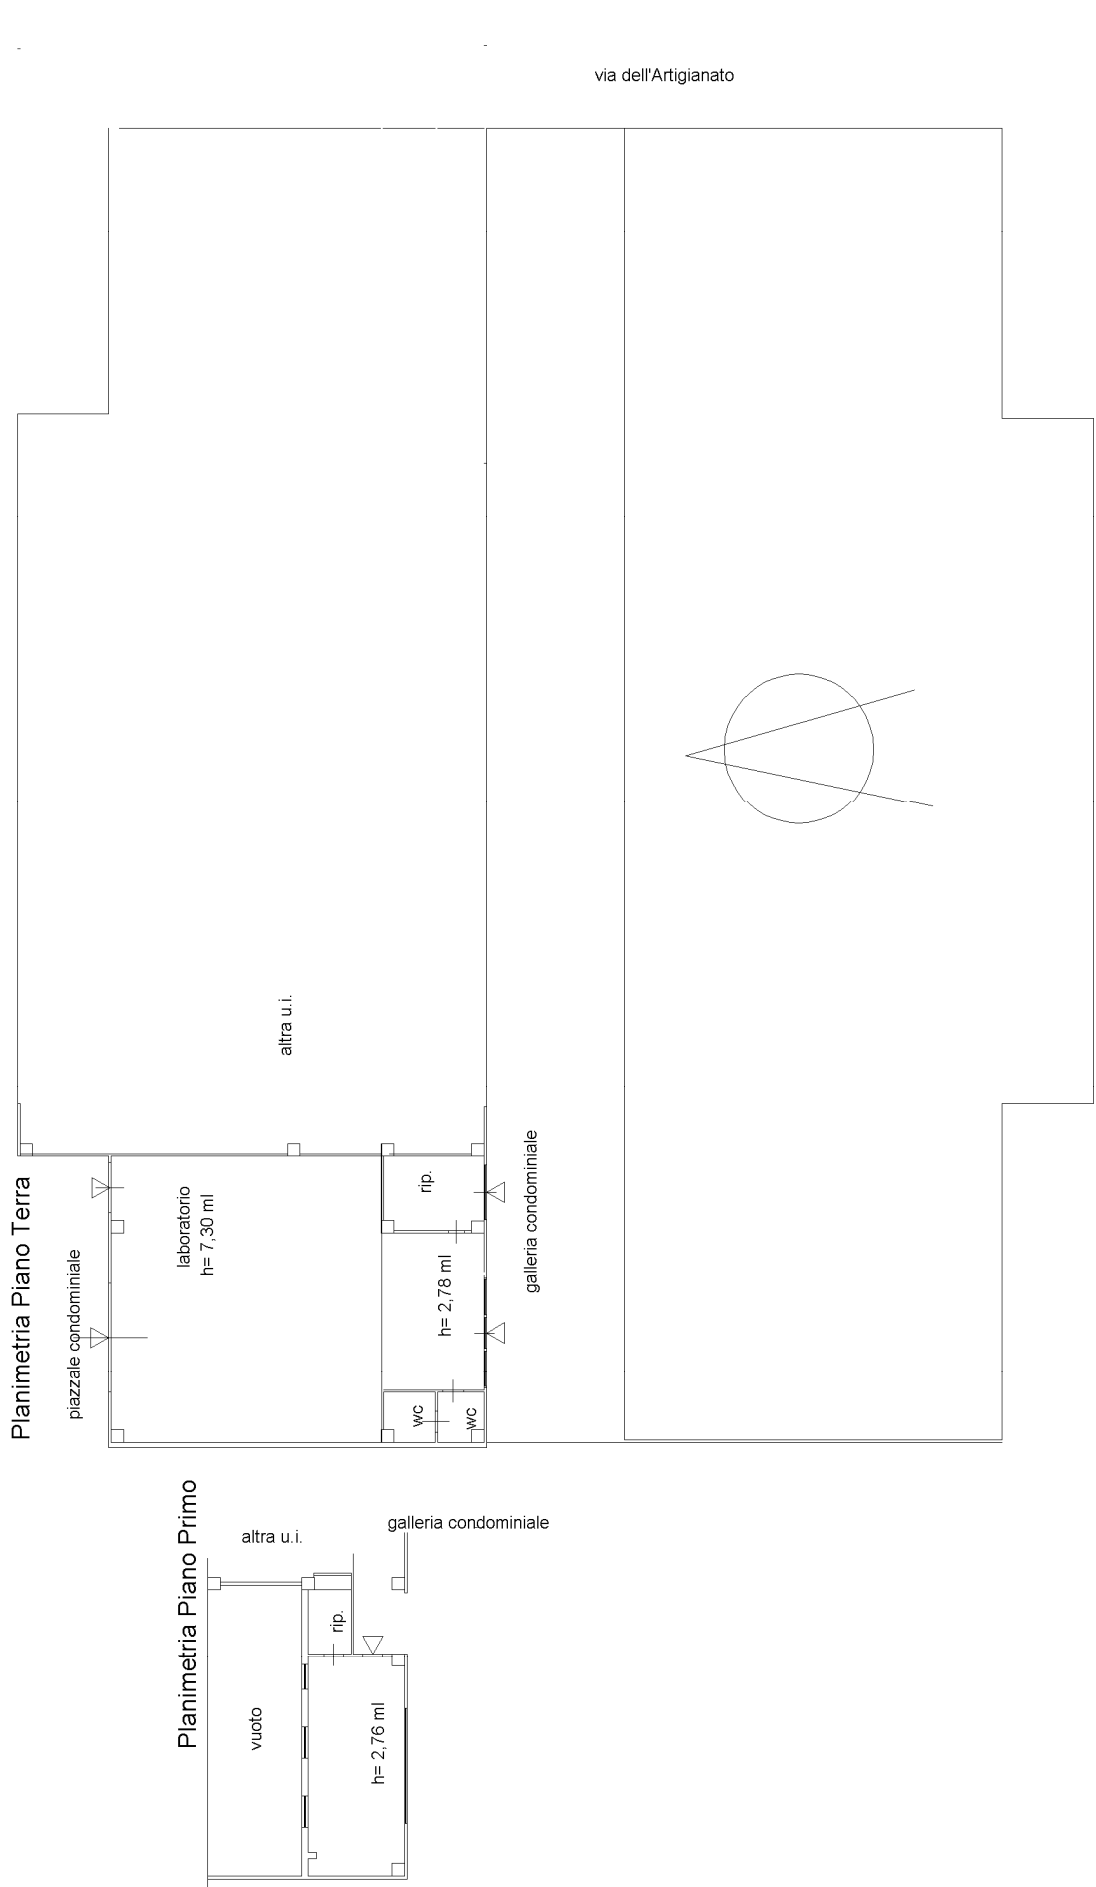 via dell'Artigianato
altra u.i.
Planimetria Piano Terra
piazzale condominiale
laboratorio
h= 7,30 ml
rip.
h= 2,78 ml
wc
wc
galleria condominiale
Planimetria Piano Primo
altra u.i.
galleria condominiale
rip.
vuoto
h= 2,76 ml